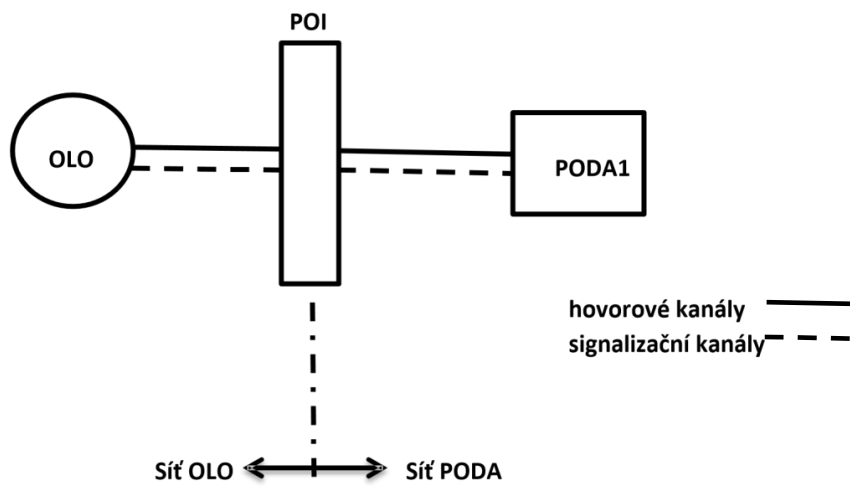 POI
OLO
PODA1
hovorové kanály
signalizační kanály
Síť OLO
Síť PODA